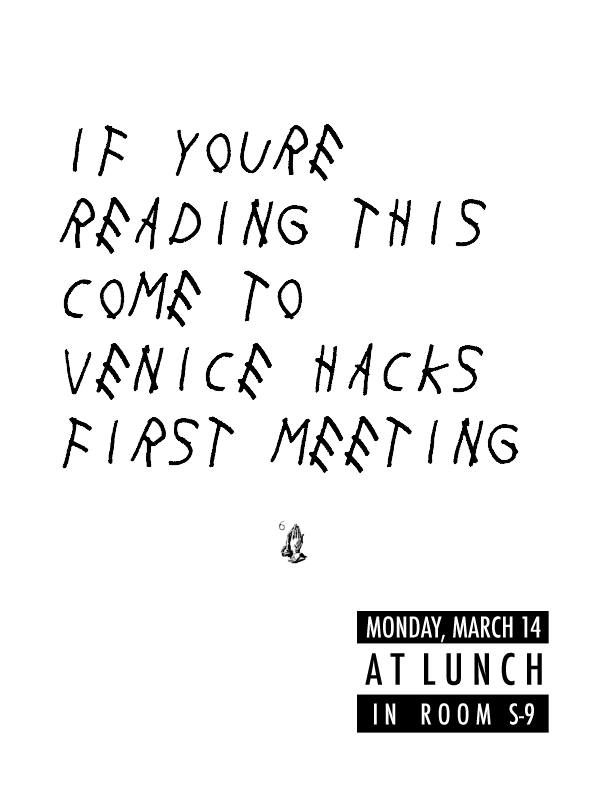 IF YOURE
READING THIS
COME TO
VENICE HACKS
FIRST MEETING
6
MONDAY, MARCH 14
AT LUNCH
IN ROOM S-9